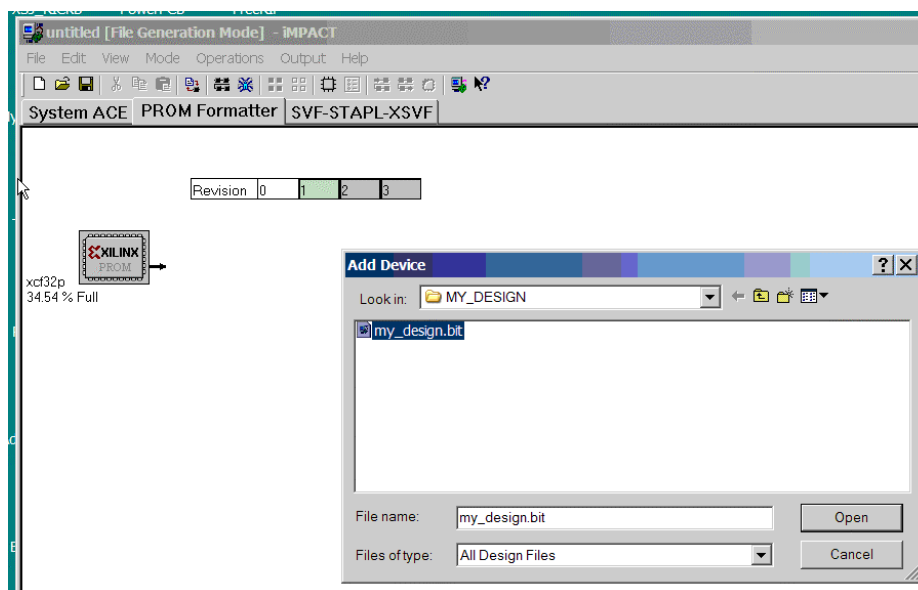 untitled [File Generation Mode] - iMPACT
File Edit View Mode Operations Output Help
System ACE PROM Formatter SVF-STAPL-XSVF
Revision 0 1 2 3
XILINX
PROM
xcf32p
34.54 % Full
Add Device
Look in: MY_DESIGN
my_design.bit
File name: my_design.bit Open
Files of type: All Design Files Cancel